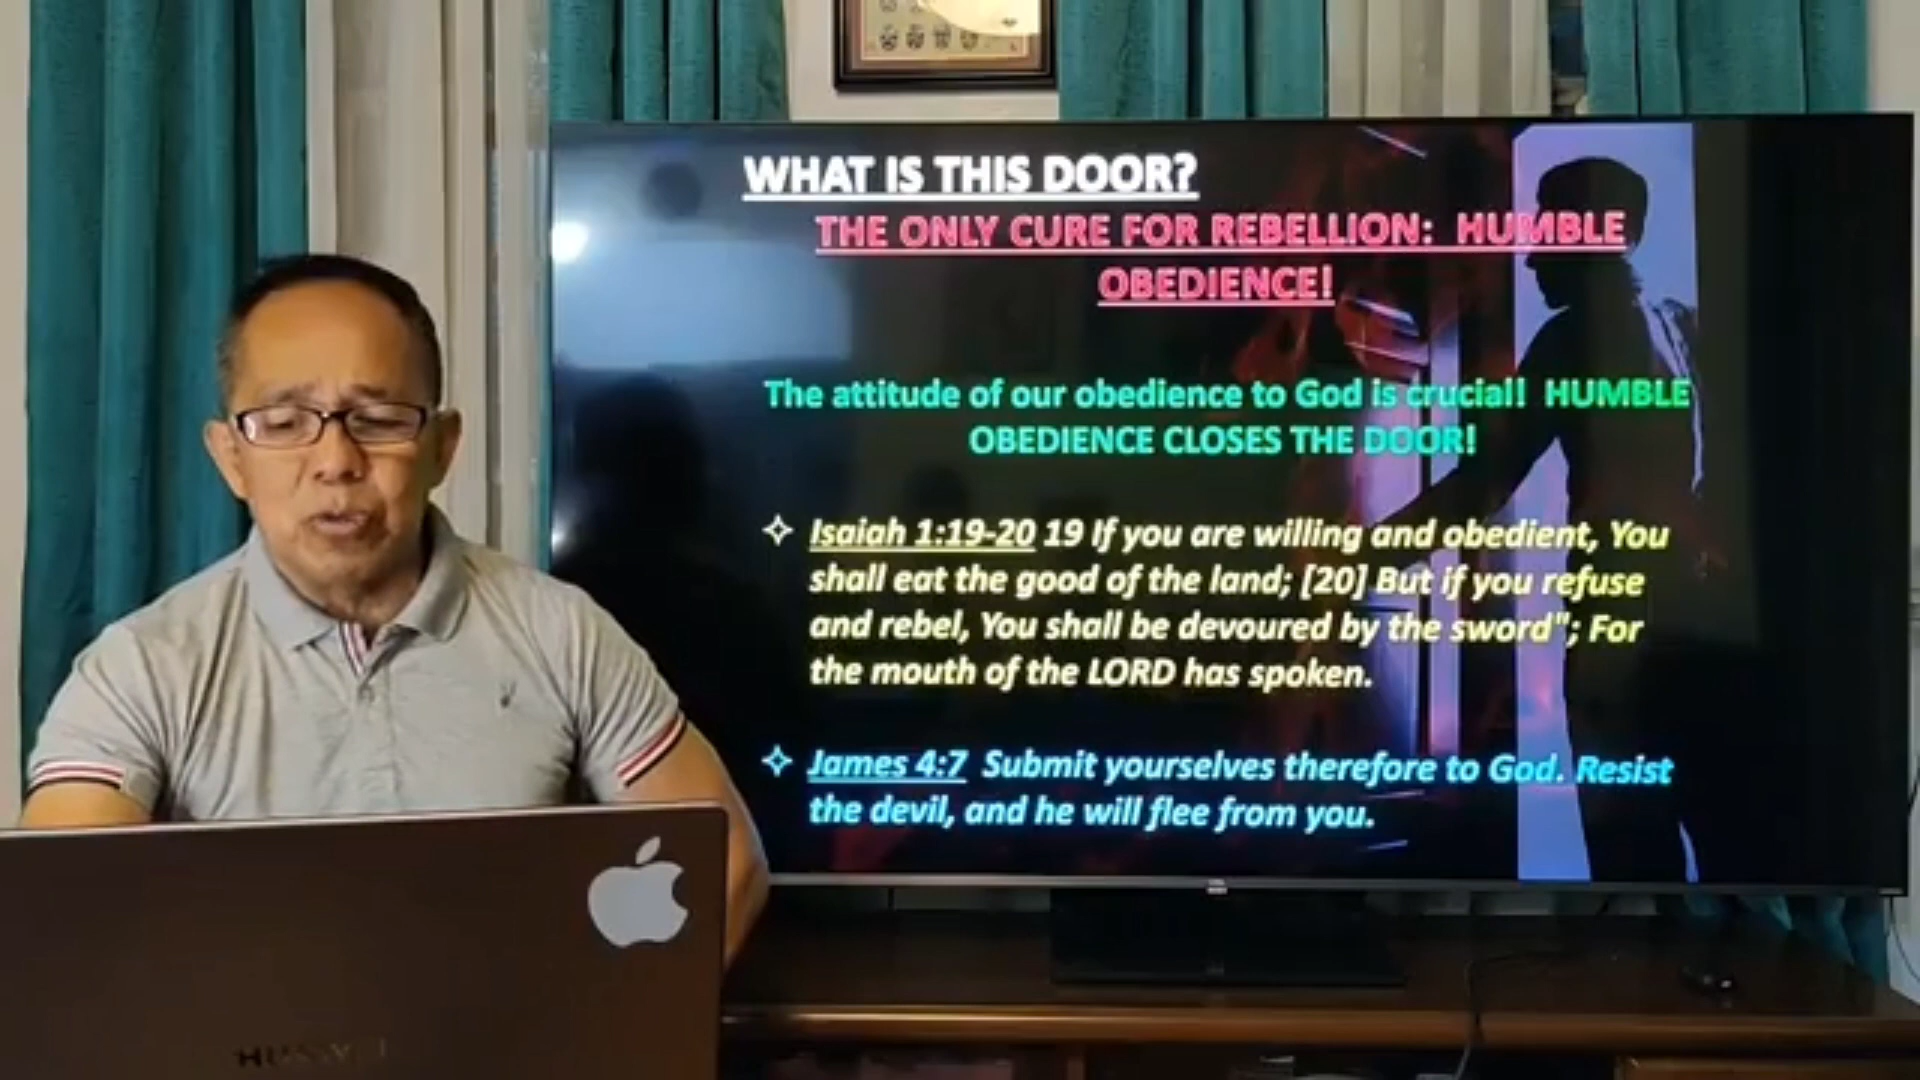 WHAT IS THIS DOOR?
THE ONLY CURE FOR REBELLION: HUMBLE
OBEDIENCE!
The attitude of our obedience to God is crucial! HUMBLE
OBEDIENCE CLOSES THE DOOR!
Isaiah 1:19-20 19 If you are willing and obedient, You
shall eat the good of the land; [20] But if you refuse
and rebel, You shall be devoured by the sword"; For
the mouth of the LORD has spoken.
James 4:7 Submit yourselves therefore to God. Resist
the devil, and he will flee from you.
HUAWEI